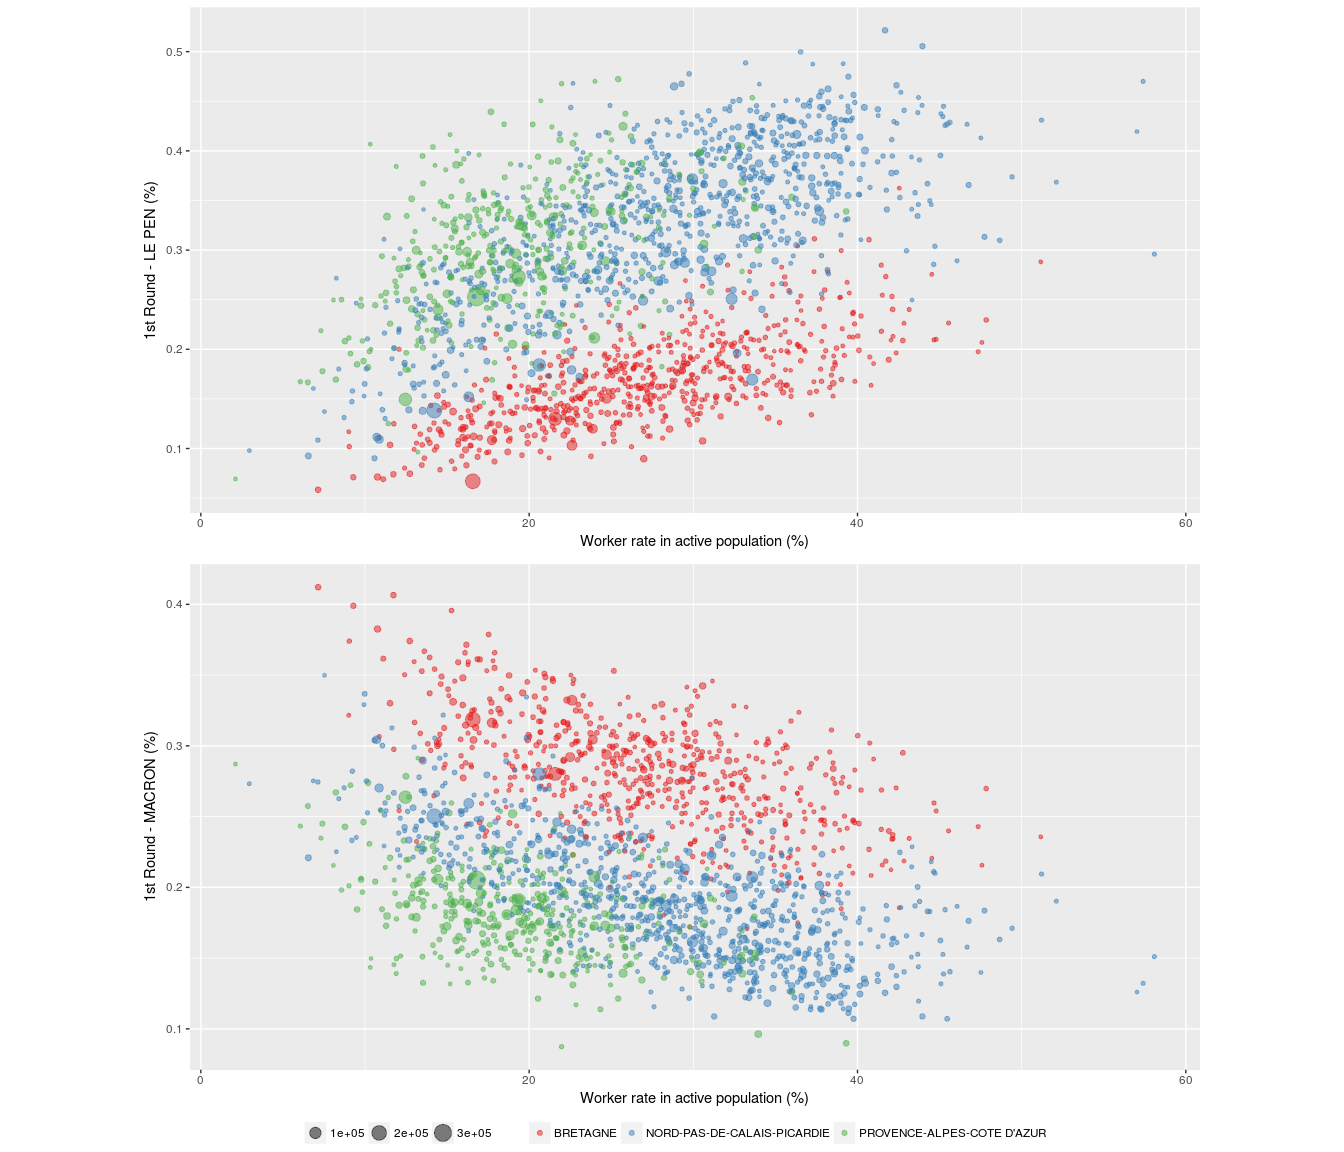 0.5
0.4
0.3
0.2
0.1
1st Round - LE PEN (%)
0 20 40 60
Worker rate in active population (%)
0.4
0.3
0.2
0.1
1st Round - MACRON (%)
0 20 40 60
Worker rate in active population (%)
1e+05 2e+05 3e+05 BRETAGNE NORD-PAS-DE-CALAIS-PICARDIE PROVENCE-ALPES-COTE D'AZUR